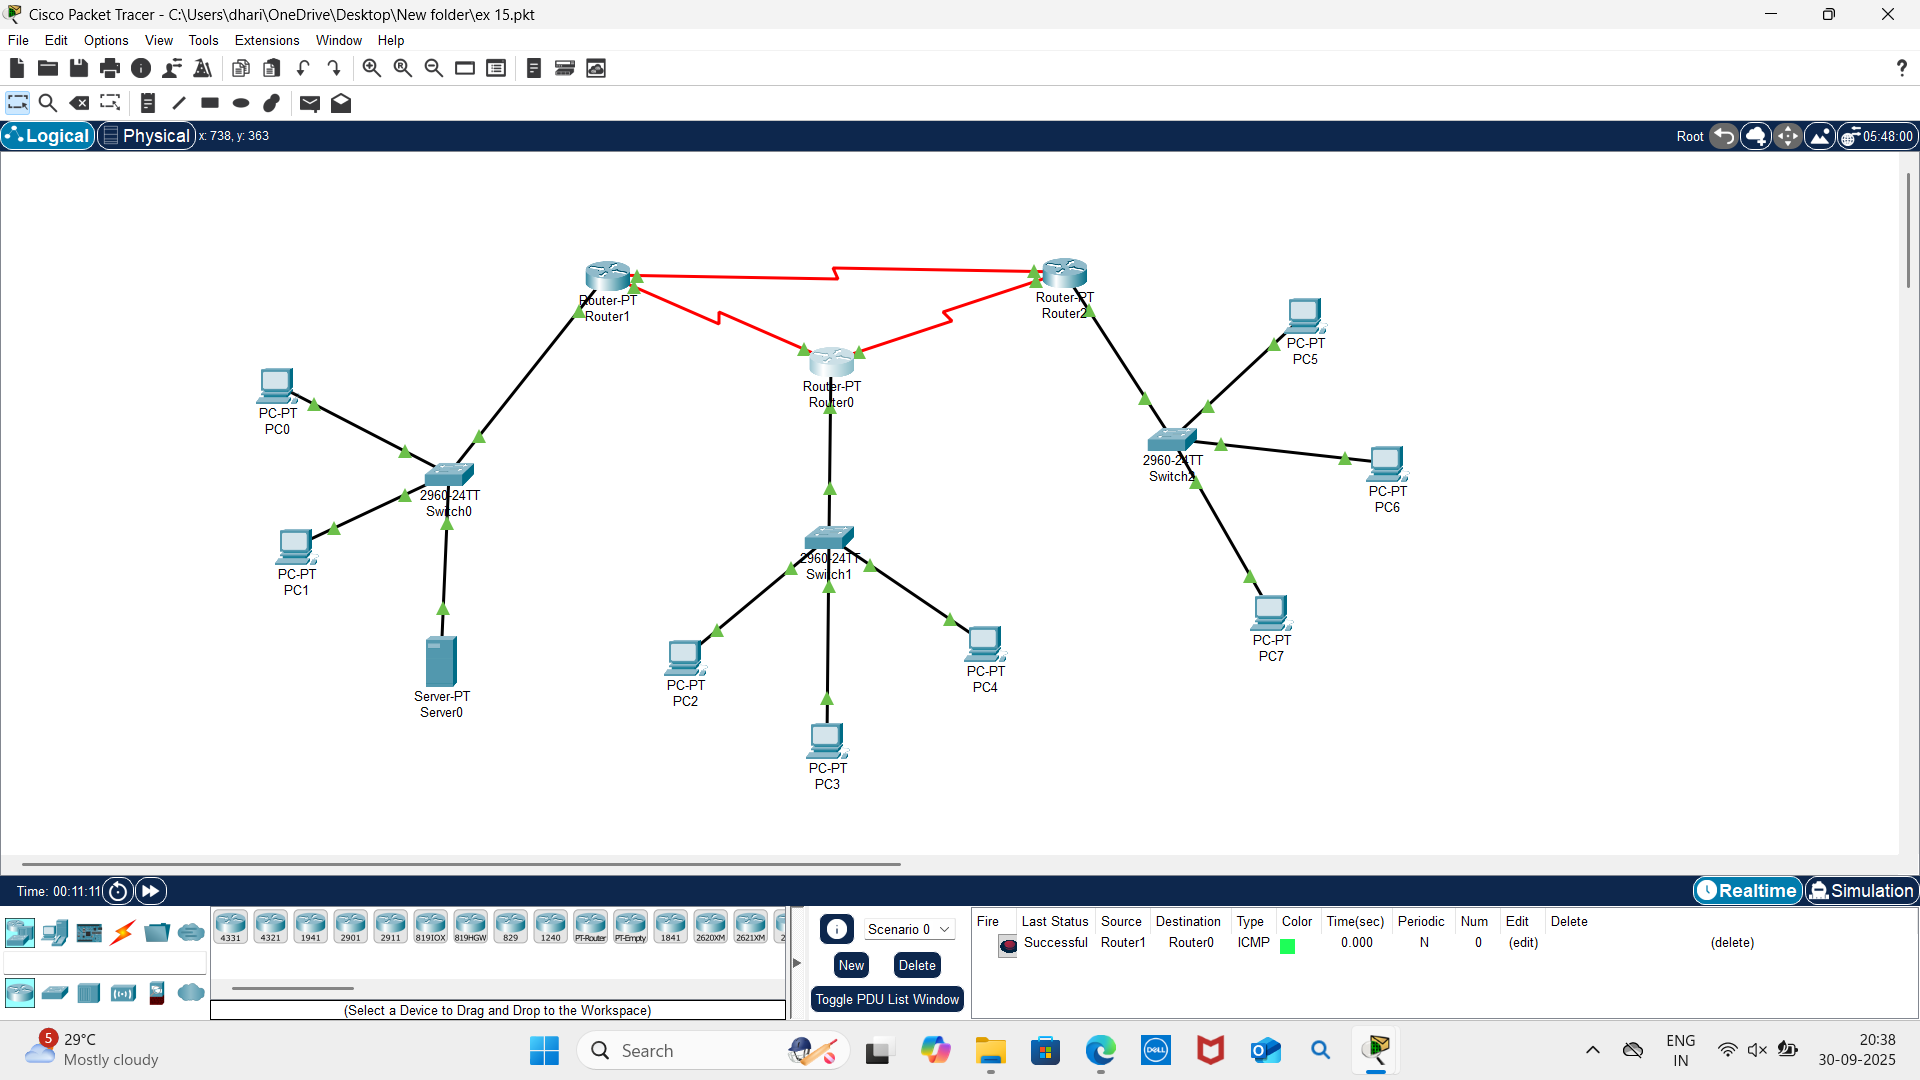 Cisco Packet Tracer - C:\Users\dhari\OneDrive\Desktop\New folder\ex 15.pkt
File Edit Options View Tools Extensions Window Help
?
Logical Physical x: 738, y: 363 Root 05:48:00
Router-PT
Router1
Router-PT
Router2
PC-PT
PC5
Router-PT
Router0
PC-PT
PC0
2960-24TT
Switch2
PC-PT
PC6
2960-24TT
Switch0
2960-24TT
Switch1
PC-PT
PC1
PC-PT
PC7
Server-PT
Server0
PC-PT
PC2
PC-PT
PC4
PC-PT
PC3
Time: 00:11:11 Realtime Simulation
4331 4321 1941 2901 2911 819IOX 819HGW 829 1240 PT-Router PT-Empty 1841 2620XM 2621XM 2
(Select a Device to Drag and Drop to the Workspace)
Scenario 0
New Delete
Toggle PDU List Window
Fire Last Status Source Destination Type Color Time(sec) Periodic Num Edit Delete
Successful Router1 Router0 ICMP 0.000 N 0 (edit) (delete)
5 29°C
Mostly cloudy
Search
DELL
ENG
IN
20:38
30-09-2025